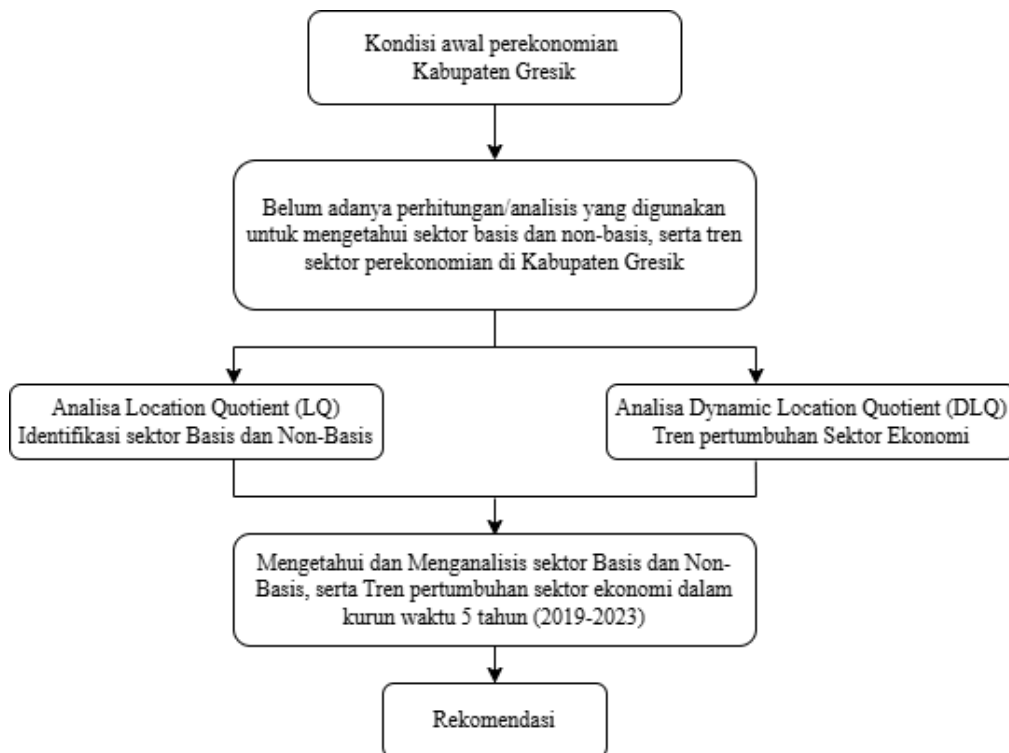 Kondisi awal perekonomian
Kabupaten Gresik
Belum adanya perhitungan/analisis yang digunakan
untuk mengetahui sektor basis dan non-basis, serta tren
sektor perekonomian di Kabupaten Gresik
Analisa Location Quotient (LQ)
Identifikasi sektor Basis dan Non-Basis
Analisa Dynamic Location Quotient (DLQ)
Tren pertumbuhan Sektor Ekonomi
Mengetahui dan Menganalisis sektor Basis dan Non-
Basis, serta Tren pertumbuhan sektor ekonomi dalam
kurun waktu 5 tahun (2019-2023)
Rekomendasi